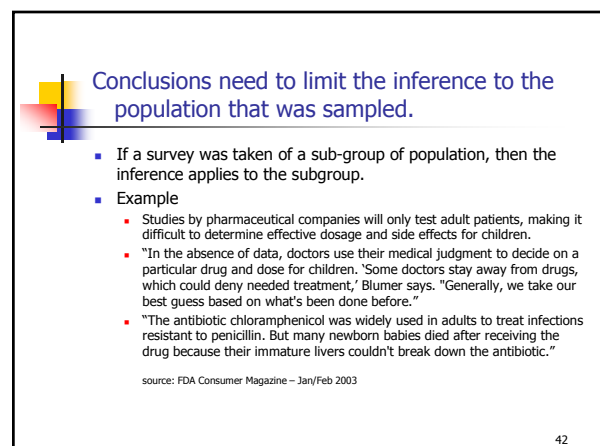 Conclusions need to limit the inference to the
population that was sampled.
If a survey was taken of a sub-group of population, then the
inference applies to the subgroup.
Example
Studies by pharmaceutical companies will only test adult patients, making it
difficult to determine effective dosage and side effects for children.
“In the absence of data, doctors use their medical judgment to decide on a
particular drug and dose for children. ‘Some doctors stay away from drugs,
which could deny needed treatment,’ Blumer says. "Generally, we take our
best guess based on what's been done before.”
“The antibiotic chloramphenicol was widely used in adults to treat infections
resistant to penicillin. But many newborn babies died after receiving the
drug because their immature livers couldn't break down the antibiotic.”
source: FDA Consumer Magazine – Jan/Feb 2003
42